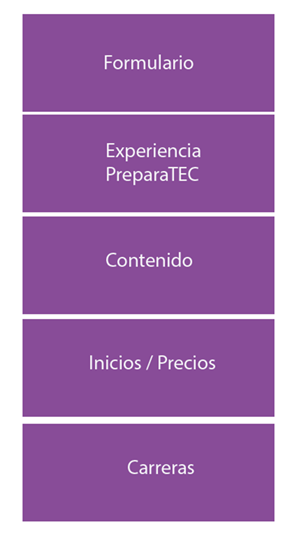 Formulario
Experiencia
PreparaTEC
Contenido
Inicios / Precios
Carreras